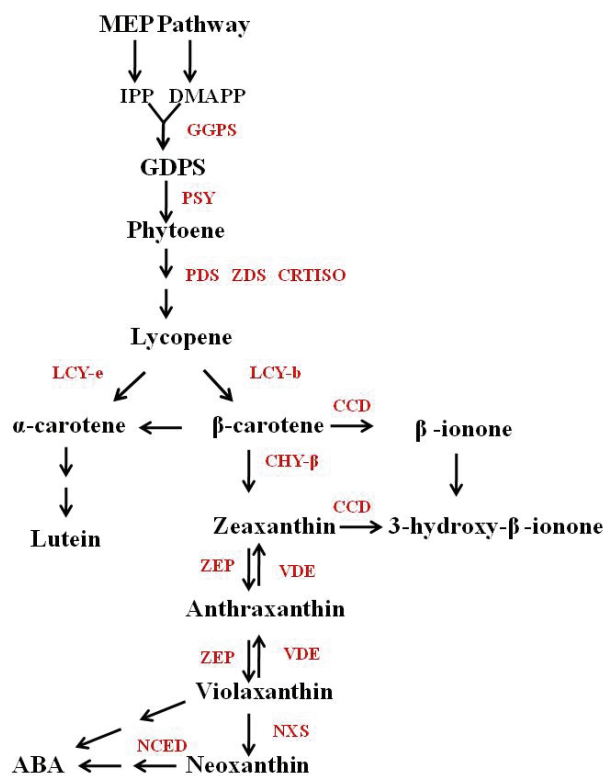 MEP Pathway
IPP DMAPP
GGPS
GDPS
PSY
Phytoene
PDS ZDS CRTISO
Lycopene
LCY-e LCY-b
CCD
α-carotene β-carotene β-ionone
CHY-β
CCD
Zeaxanthin 3-hydroxy-β-ionone
Lutein
ZEP VDE
Anthraxanthin
ZEP VDE
Violaxanthin
NXS
NCED
ABA Neoxanthin